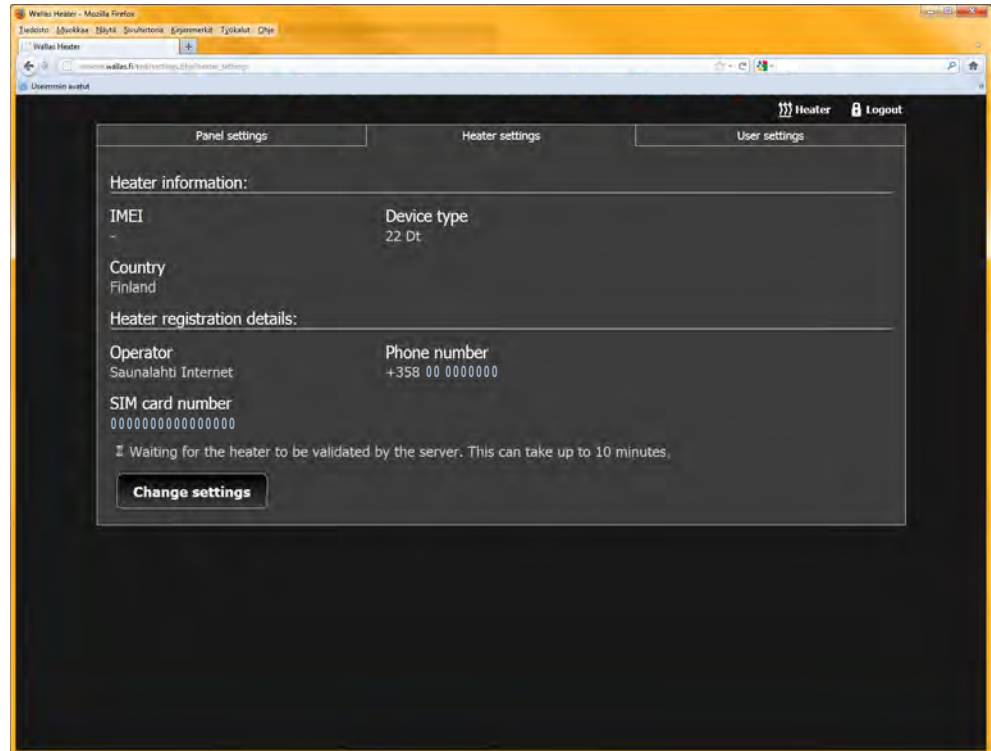 Wallas Heater - Mozilla Firefox
Tiedosto Muokkaa Näytä Sivuhistoria Kirjanmerkit Työkalut Ohje
Wallas Heater +
wallas.fi
Useimmin avatut
Heater Logout
Panel settings Heater settings User settings
Heater information:
IMEI Device type
- 22 Dt
Country
Finland
Heater registration details:
Operator Phone number
Saunalahti Internet +358 00 0000000
SIM card number
0000000000000000
Waiting for the heater to be validated by the server. This can take up to 10 minutes.
Change settings